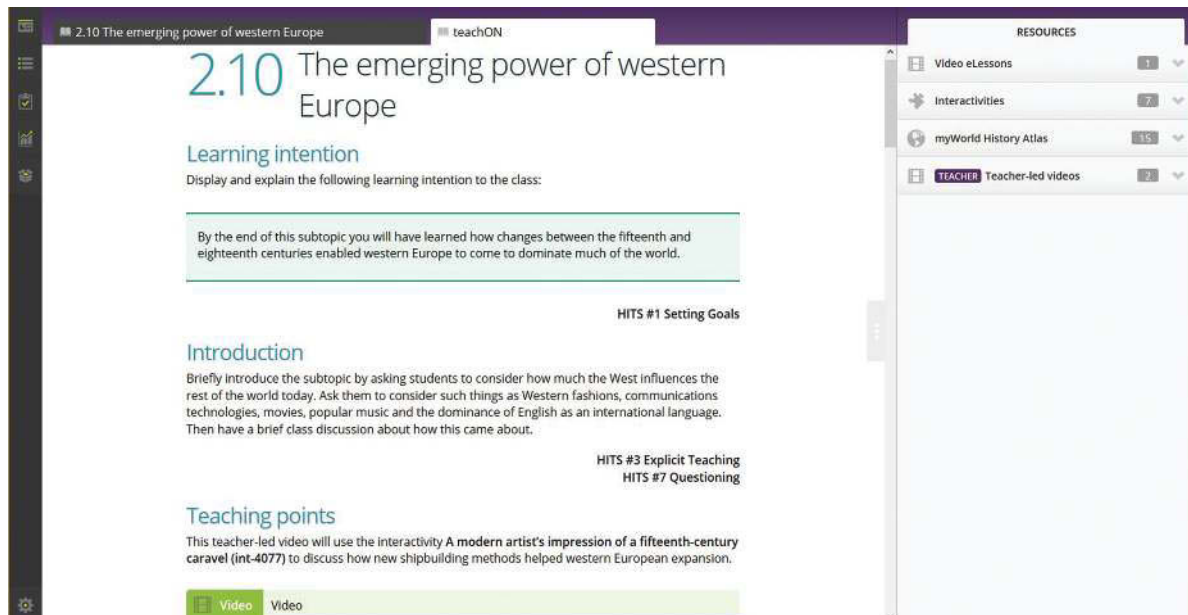 2.10 The emerging power of western Europe
teachON
RESOURCES
2.10 The emerging power of western
Europe
Learning intention
Display and explain the following learning intention to the class:
By the end of this subtopic you will have learned how changes between the fifteenth and
eighteenth centuries enabled western Europe to come to dominate much of the world.
HITS #1 Setting Goals
Introduction
Briefly introduce the subtopic by asking students to consider how much the West influences the
rest of the world today. Ask them to consider such things as Western fashions, communications
technologies, movies, popular music and the dominance of English as an international language.
Then have a brief class discussion about how this came about.
HITS #3 Explicit Teaching
HITS #7 Questioning
Teaching points
This teacher-led video will use the interactivity A modern artist's impression of a fifteenth-century
caravel (int-4077) to discuss how new shipbuilding methods helped western European expansion.
Video Video
Video eLessons 1
Interactivities 7
myWorld History Atlas 15
TEACHER Teacher-led videos 2